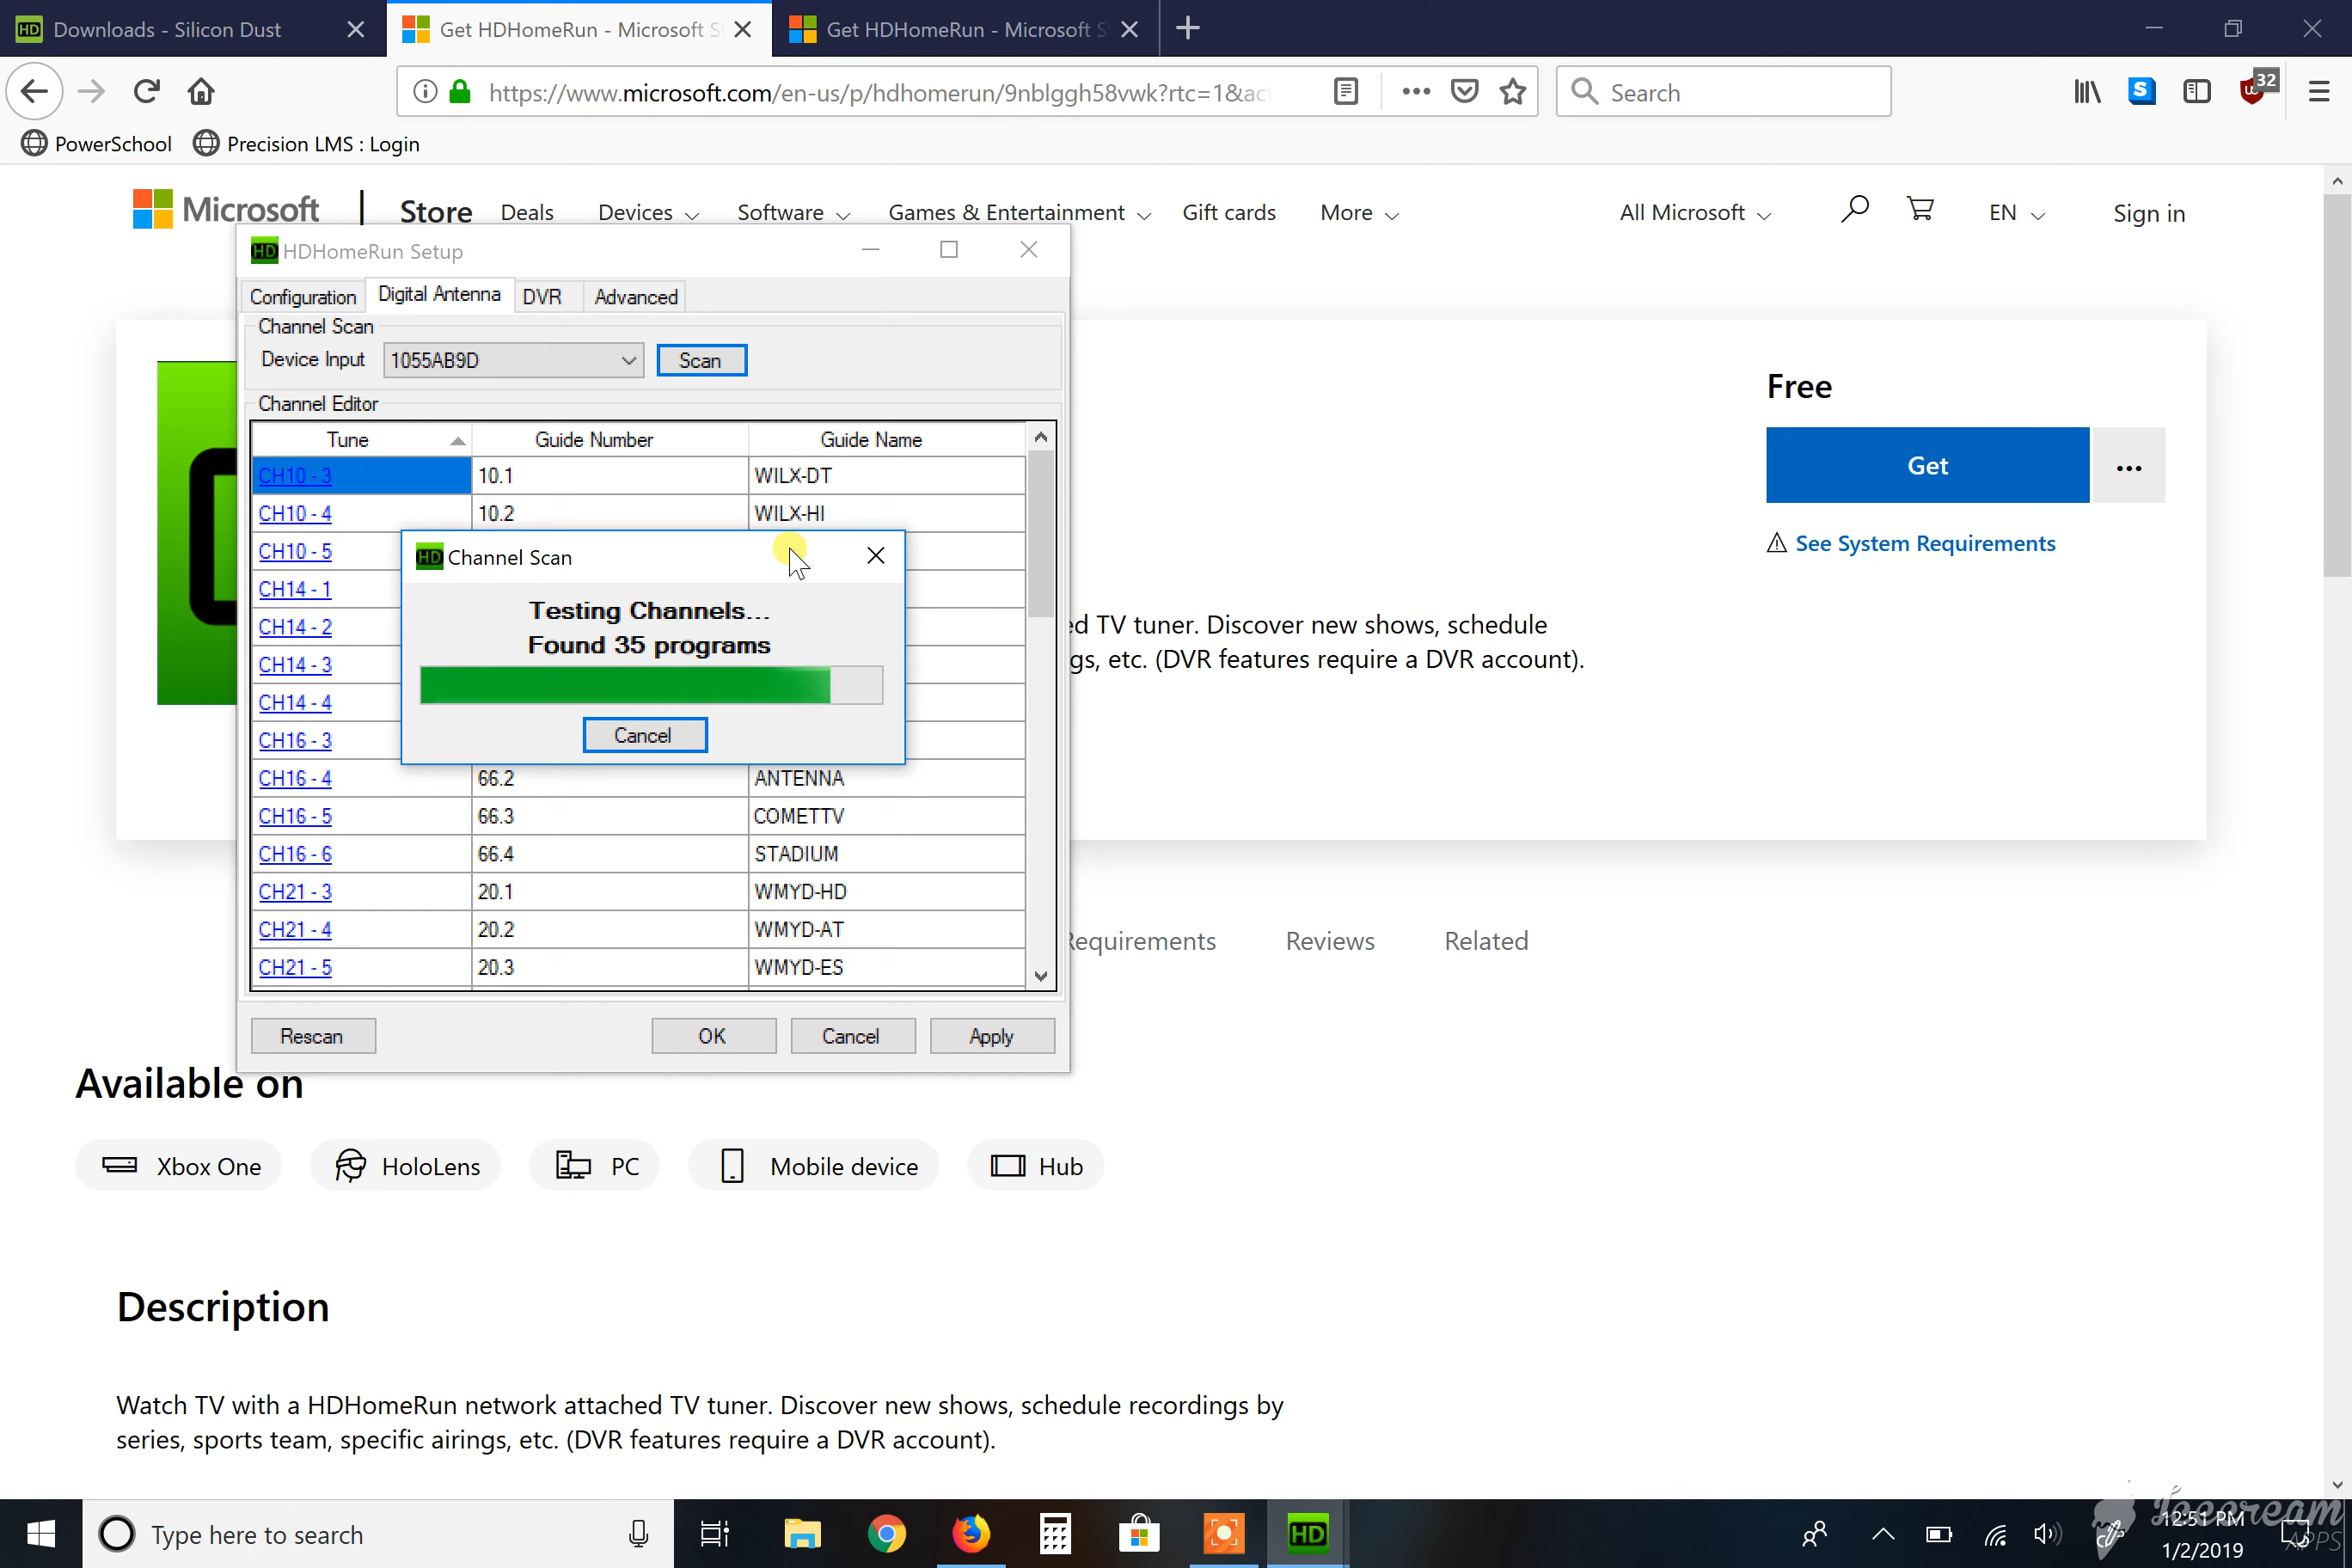 HD Downloads - Silicon Dust
Get HDHomeRun - Microsoft S
Get HDHomeRun - Microsoft S
https://www.microsoft.com/en-us/p/hdhomerun/9nblggh58vwk?rtc=1&act
Search
S
32
PowerSchool
Precision LMS : Login
Microsoft
Store
Deals
Devices
Software
Games & Entertainment
Gift cards
More
All Microsoft
EN
Sign in
HD HDHomeRun Setup
Configuration
Digital Antenna
DVR
Advanced
Channel Scan
Device Input
1055AB9D
Scan
Channel Editor
Tune Guide Number Guide Name
CH10 - 3 10.1 WILX-DT
CH10 - 4 10.2 WILX-HI
CH10 - 5
CH14 - 1
CH14 - 2
CH14 - 3
CH14 - 4
CH16 - 3
CH16 - 4 66.2 ANTENNA
CH16 - 5 66.3 COMETTV
CH16 - 6 66.4 STADIUM
CH21 - 3 20.1 WMYD-HD
CH21 - 4 20.2 WMYD-AT
CH21 - 5 20.3 WMYD-ES
HD Channel Scan
Testing Channels...
Found 35 programs
Cancel
Rescan
OK
Cancel
Apply
Free
Get
See System Requirements
ed TV tuner. Discover new shows, schedule
gs, etc. (DVR features require a DVR account).
Requirements
Reviews
Related
Available on
Xbox One
HoloLens
PC
Mobile device
Hub
Description
Watch TV with a HDHomeRun network attached TV tuner. Discover new shows, schedule recordings by
series, sports team, specific airings, etc. (DVR features require a DVR account).
Type here to search
HD
Icecream
APPS
12:51 PM
1/2/2019